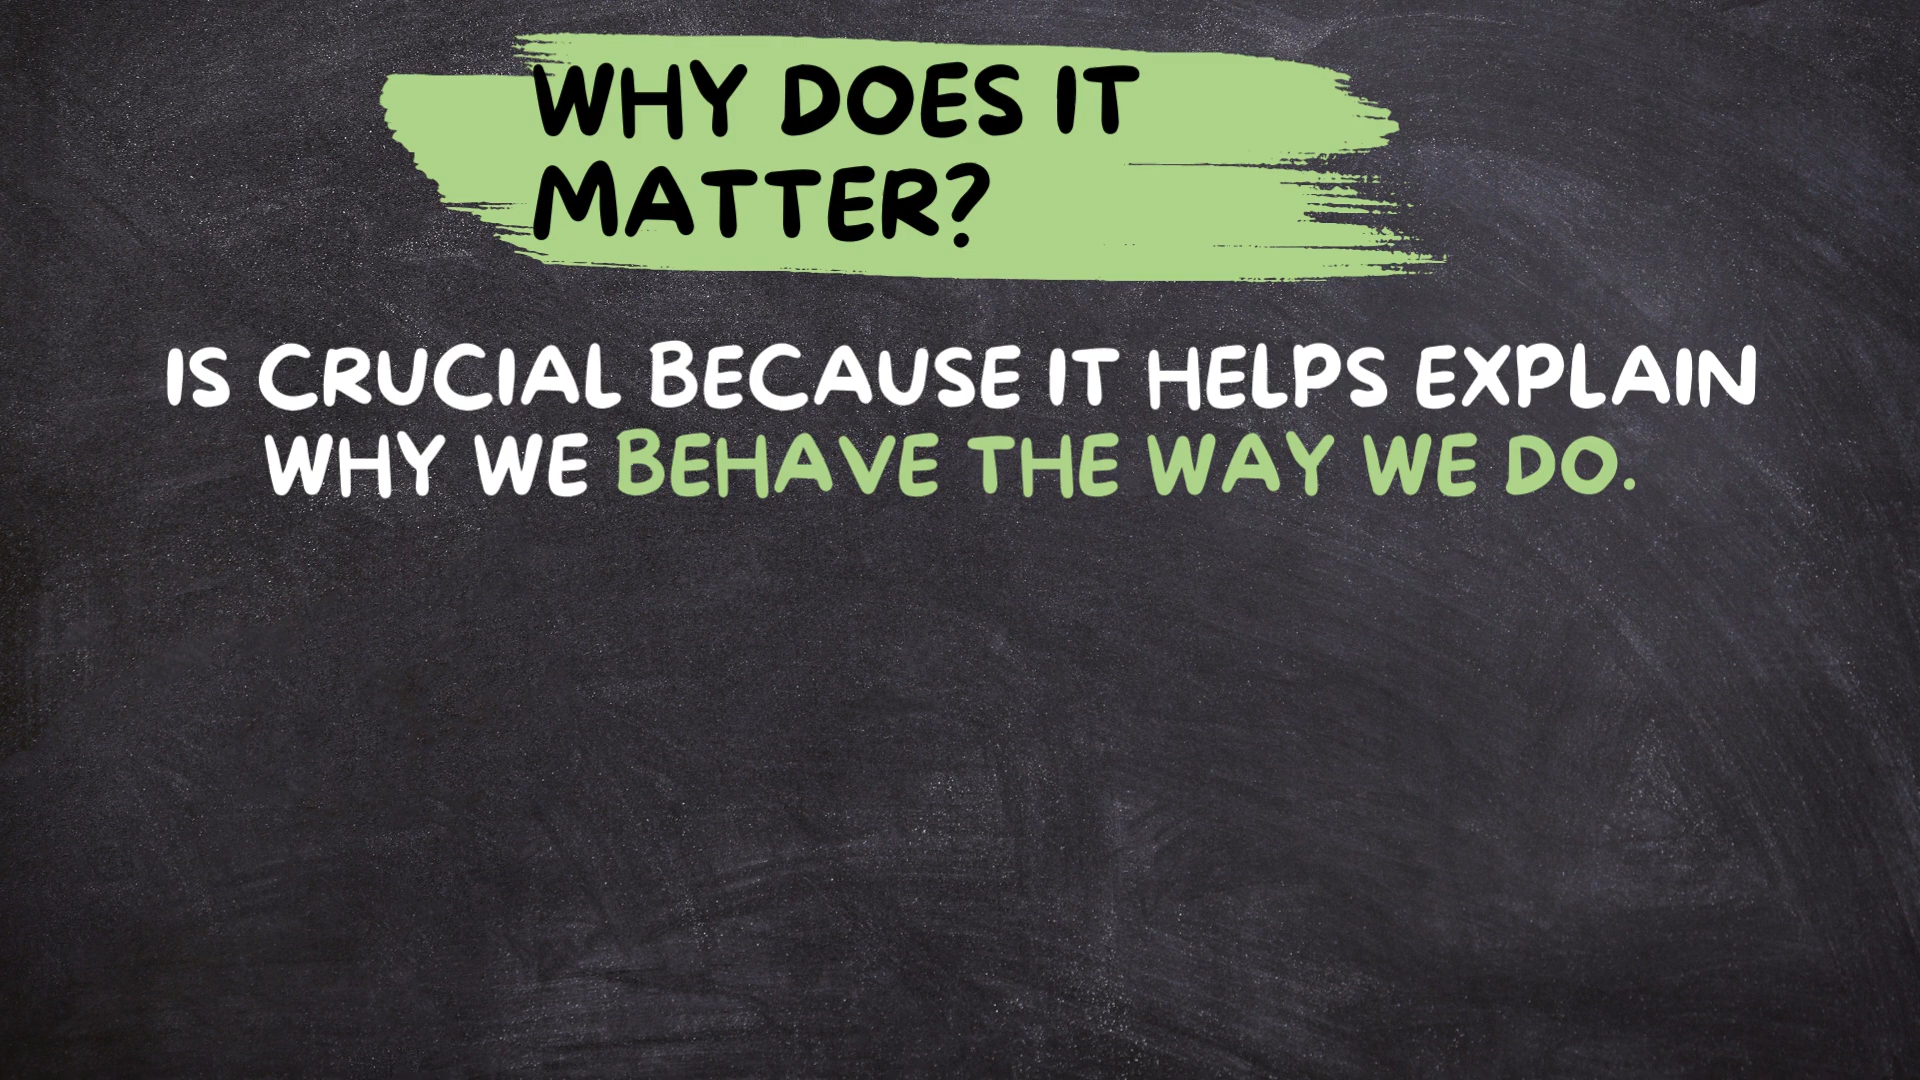 WHY DOES IT
MATTER?
IS CRUCIAL BECAUSE IT HELPS EXPLAIN
WHY WE BEHAVE THE WAY WE DO.